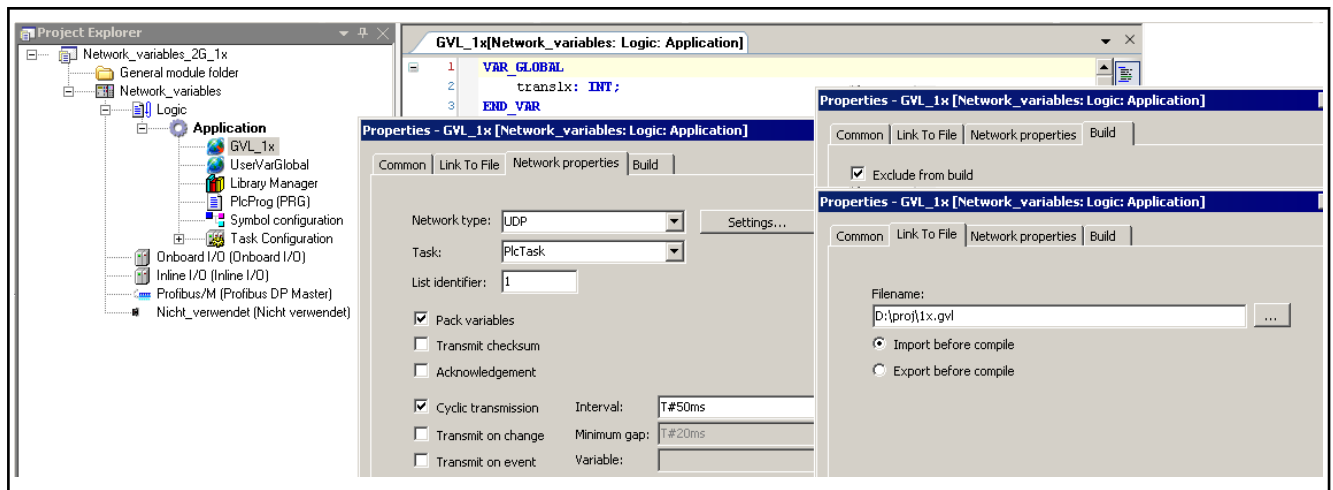 Project Explorer
Network_variables_2G_1x
General module folder
Network_variables
Logic
Application
GVL_1x
UserVarGlobal
Library Manager
PlcProg (PRG)
Symbol configuration
Task Configuration
Onboard I/O (Onboard I/O)
Inline I/O (Inline I/O)
Profibus/M (Profibus DP Master)
Nicht_verwendet (Nicht verwendet)
GVL_1x[Network_variables: Logic: Application]
1 VAR_GLOBAL
2 translx: INT;
3 END_VAR
Properties - GVL_1x [Network_variables: Logic: Application]
Common Link To File Network properties Build
Network type: UDP Settings...
Task: PlcTask
List identifier: 1
Pack variables
Transmit checksum
Acknowledgement
Cyclic transmission Interval: T#50ms
Transmit on change Minimum gap: T#20ms
Transmit on event Variable:
Properties - GVL_1x [Network_variables: Logic: Application]
Common Link To File Network properties Build
Exclude from build
Properties - GVL_1x [Network_variables: Logic: Application]
Common Link To File Network properties Build
Filename:
D:\proj\1x.gvl ...
Import before compile
Export before compile